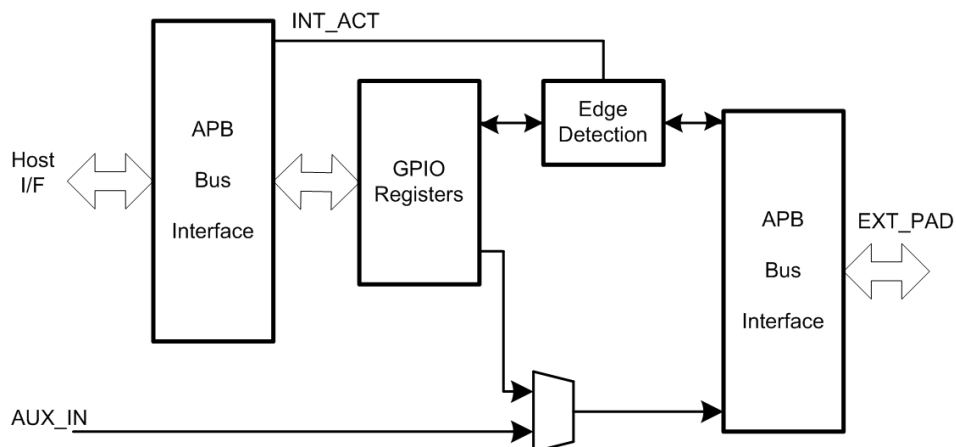 INT_ACT
Host
I/F
APB
Bus
Interface
GPIO
Registers
Edge
Detection
APB
Bus
Interface
EXT_PAD
AUX_IN